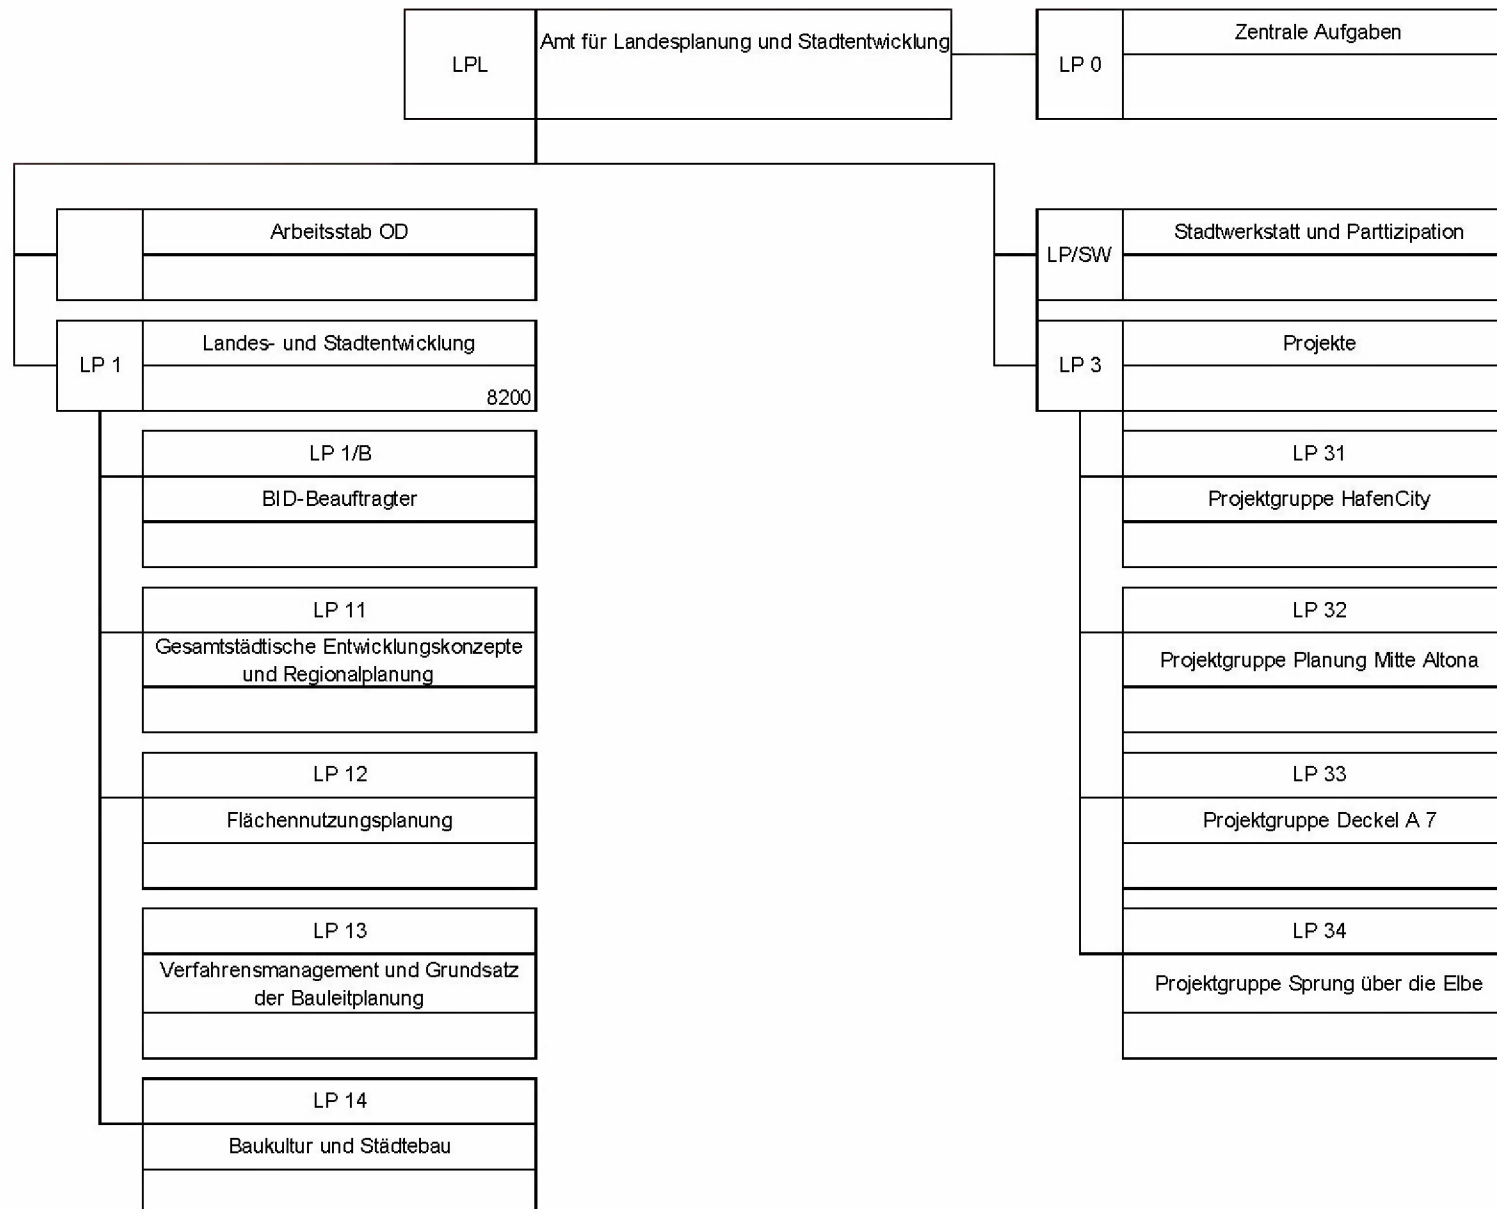 LPL
Amt für Landesplanung und Stadtentwicklung
LP 0
Zentrale Aufgaben
Arbeitsstab OD
LP 1
Landes- und Stadtentwicklung
8200
LP 1/B
BID-Beauftragter
LP 11
Gesamtstädtische Entwicklungskonzepte
und Regionalplanung
LP 12
Flächennutzungsplanung
LP 13
Verfahrensmanagement und Grundsatz
der Bauleitplanung
LP 14
Baukultur und Städtebau
LP/SW
Stadtwerkstatt und Parttizipation
LP 3
Projekte
LP 31
Projektgruppe HafenCity
LP 32
Projektgruppe Planung Mitte Altona
LP 33
Projektgruppe Deckel A 7
LP 34
Projektgruppe Sprung über die Elbe